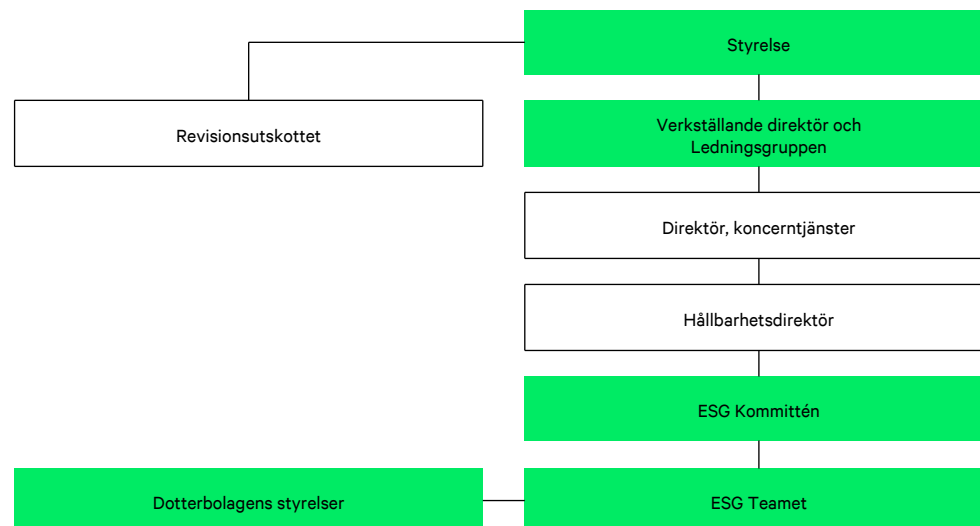 Styrelse
Revisionsutskottet
Verkställande direktör och
Ledningsgruppen
Direktör, koncerntjänster
Hållbarhetsdirektör
ESG Kommittén
Dotterbolagens styrelser
ESG Teamet